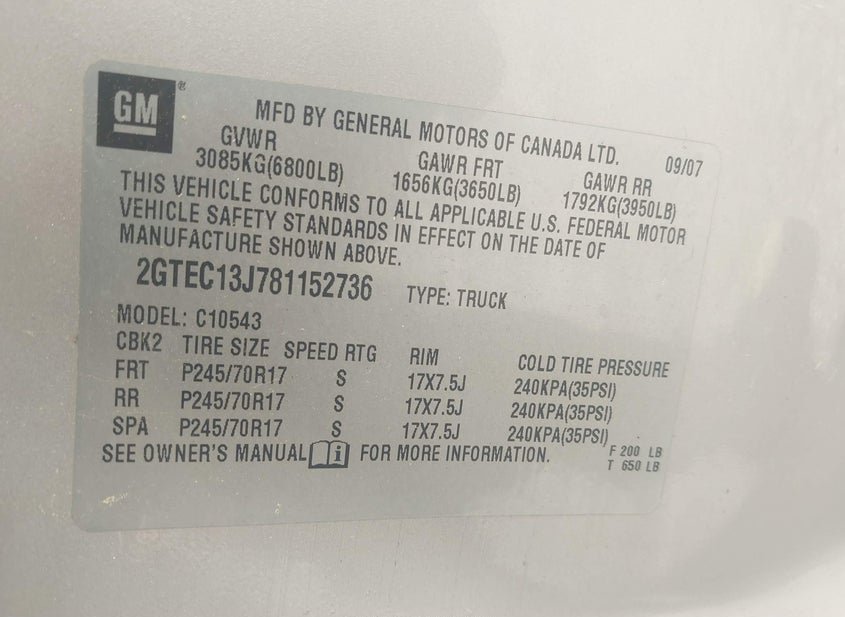 GM®
MFD BY GENERAL MOTORS OF CANADA LTD. 09/07
GVWR GAWR FRT GAWR RR
3085KG(6800LB) 1656KG(3650LB) 1792KG(3950LB)
THIS VEHICLE CONFORMS TO ALL APPLICABLE U.S. FEDERAL MOTOR
VEHICLE SAFETY STANDARDS IN EFFECT ON THE DATE OF
MANUFACTURE SHOWN ABOVE.
2GTEC13J781152736 TYPE: TRUCK
MODEL: C10543
CBK2 TIRE SIZE SPEED RTG RIM COLD TIRE PRESSURE
FRT P245/70R17 S 17X7.5J 240KPA(35PSI)
RR P245/70R17 S 17X7.5J 240KPA(35PSI)
SPA P245/70R17 S 17X7.5J 240KPA(35PSI)
SEE OWNER'S MANUAL i FOR MORE INFORMATION. F 200 LB
T 650 LB